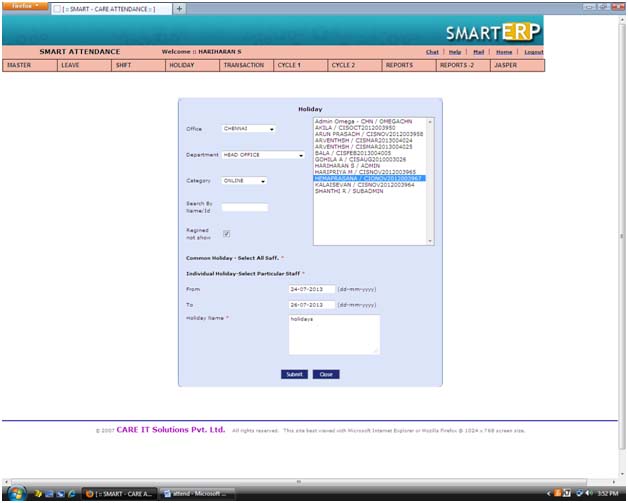 Firefox
[ :: SMART - CARE ATTENDANCE :: ]
+
SMARTERP
SMART ATTENDANCE
Welcome :: HARIHARAN S
Chat | Help | Mail | Home | Logout
MASTER LEAVE SHIFT HOLIDAY TRANSACTION CYCLE 1 CYCLE 2 REPORTS REPORTS -2 JASPER
Holiday
Office CHENNAI
Department HEAD OFFICE
Category ONLINE
Search By Name/Id
Regined not show
Admin Omega - CHN / OMEGACHN
AKILA / CISOCT2012003950
ARUN PRASADH / CISNOV2012003958
ARVENTHSH / CISMAR2013004024
ARVENTHSH / CISMAR2013004025
BALA / CISFEB2013004005
GOHILA A / CISAUG2010003026
HARIHARAN S / ADMIN
HARIPRIYA M / CISNOV2012003965
HEMAPRASANA / CIONOV2012003967
KALAISEVAN / CISNOV2012003964
SHANTHI R / SUBADMIN
Common Holiday - Select All Saff. *
Individual Holiday-Select Particular Staff *
From 24-07-2013 (dd-mm-yyyy)
To 26-07-2013 (dd-mm-yyyy)
Holiday Name * holidays
Submit Close
© 2007 CARE IT Solutions Pvt. Ltd. All rights reserved. This site best viewed with Microsoft Internet Explorer or Mozilla Firefox @ 1024 x 768 screen size.
[ :: SMART - CARE A... attend - Microsoft ... 3:52 PM